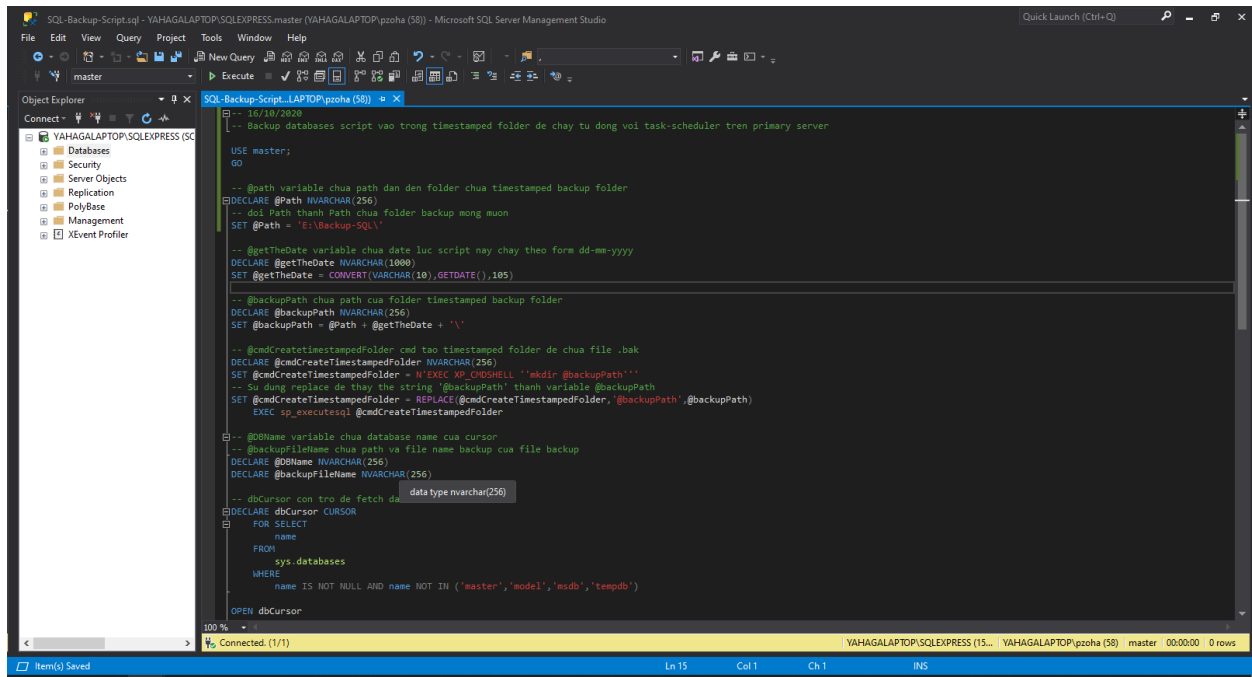 SQL-Backup-Script.sql - YAHAGALAPTOP\SQLEXPRESS.master (YAHAGALAPTOP\pzoha (58)) - Microsoft SQL Server Management Studio
Quick Launch (Ctrl+Q)
File Edit View Query Project Tools Window Help
New Query
master
Execute
Object Explorer
SQL-Backup-Script...LAPTOP\pzoha (58))
Connect
YAHAGALAPTOP\SQLEXPRESS (SC
Databases
Security
Server Objects
Replication
PolyBase
Management
XEvent Profiler
-- 16/10/2020
-- Backup databases script vao trong timestamped folder de chay tu dong voi task-scheduler tren primary server
USE master;
GO
-- @path variable chua path dan den folder chua timestamped backup folder
DECLARE @Path NVARCHAR(256)
-- doi Path thanh Path chua folder backup mong muon
SET @Path = 'E:\Backup-SQL\'
-- @getTheDate variable chua date luc script nay chay theo form dd-mm-yyyy
DECLARE @getTheDate NVARCHAR(1000)
SET @getTheDate = CONVERT(VARCHAR(10),GETDATE(),105)
-- @backupPath chua path cua folder timestamped backup folder
DECLARE @backupPath NVARCHAR(256)
SET @backupPath = @Path + @getTheDate + '\'
-- @cmdCreatetimestampedFolder cmd tao timestamped folder de chua file .bak
DECLARE @cmdCreateTimestampedFolder NVARCHAR(256)
SET @cmdCreateTimestampedFolder = N'EXEC XP_CMDSHELL ''mkdir @backupPath'''
-- Su dung replace de thay the string '@backupPath' thanh variable @backupPath
SET @cmdCreateTimestampedFolder = REPLACE(@cmdCreateTimestampedFolder,'@backupPath',@backupPath)
EXEC sp_executesql @cmdCreateTimestampedFolder
-- @DBName variable chua database name cua cursor
-- @backupFileName chua path va file name backup cua file backup
DECLARE @DBName NVARCHAR(256)
DECLARE @backupFileName NVARCHAR(256)
data type nvarchar(256)
-- dbCursor con tro de fetch da
DECLARE dbCursor CURSOR
FOR SELECT
name
FROM
sys.databases
WHERE
name IS NOT NULL AND name NOT IN ('master','model','msdb','tempdb')
OPEN dbCursor
100 %
Connected. (1/1)
YAHAGALAPTOP\SQLEXPRESS (15... YAHAGALAPTOP\pzoha (58) master 00:00:00 0 rows
Item(s) Saved
Ln 15 Col 1 Ch 1 INS